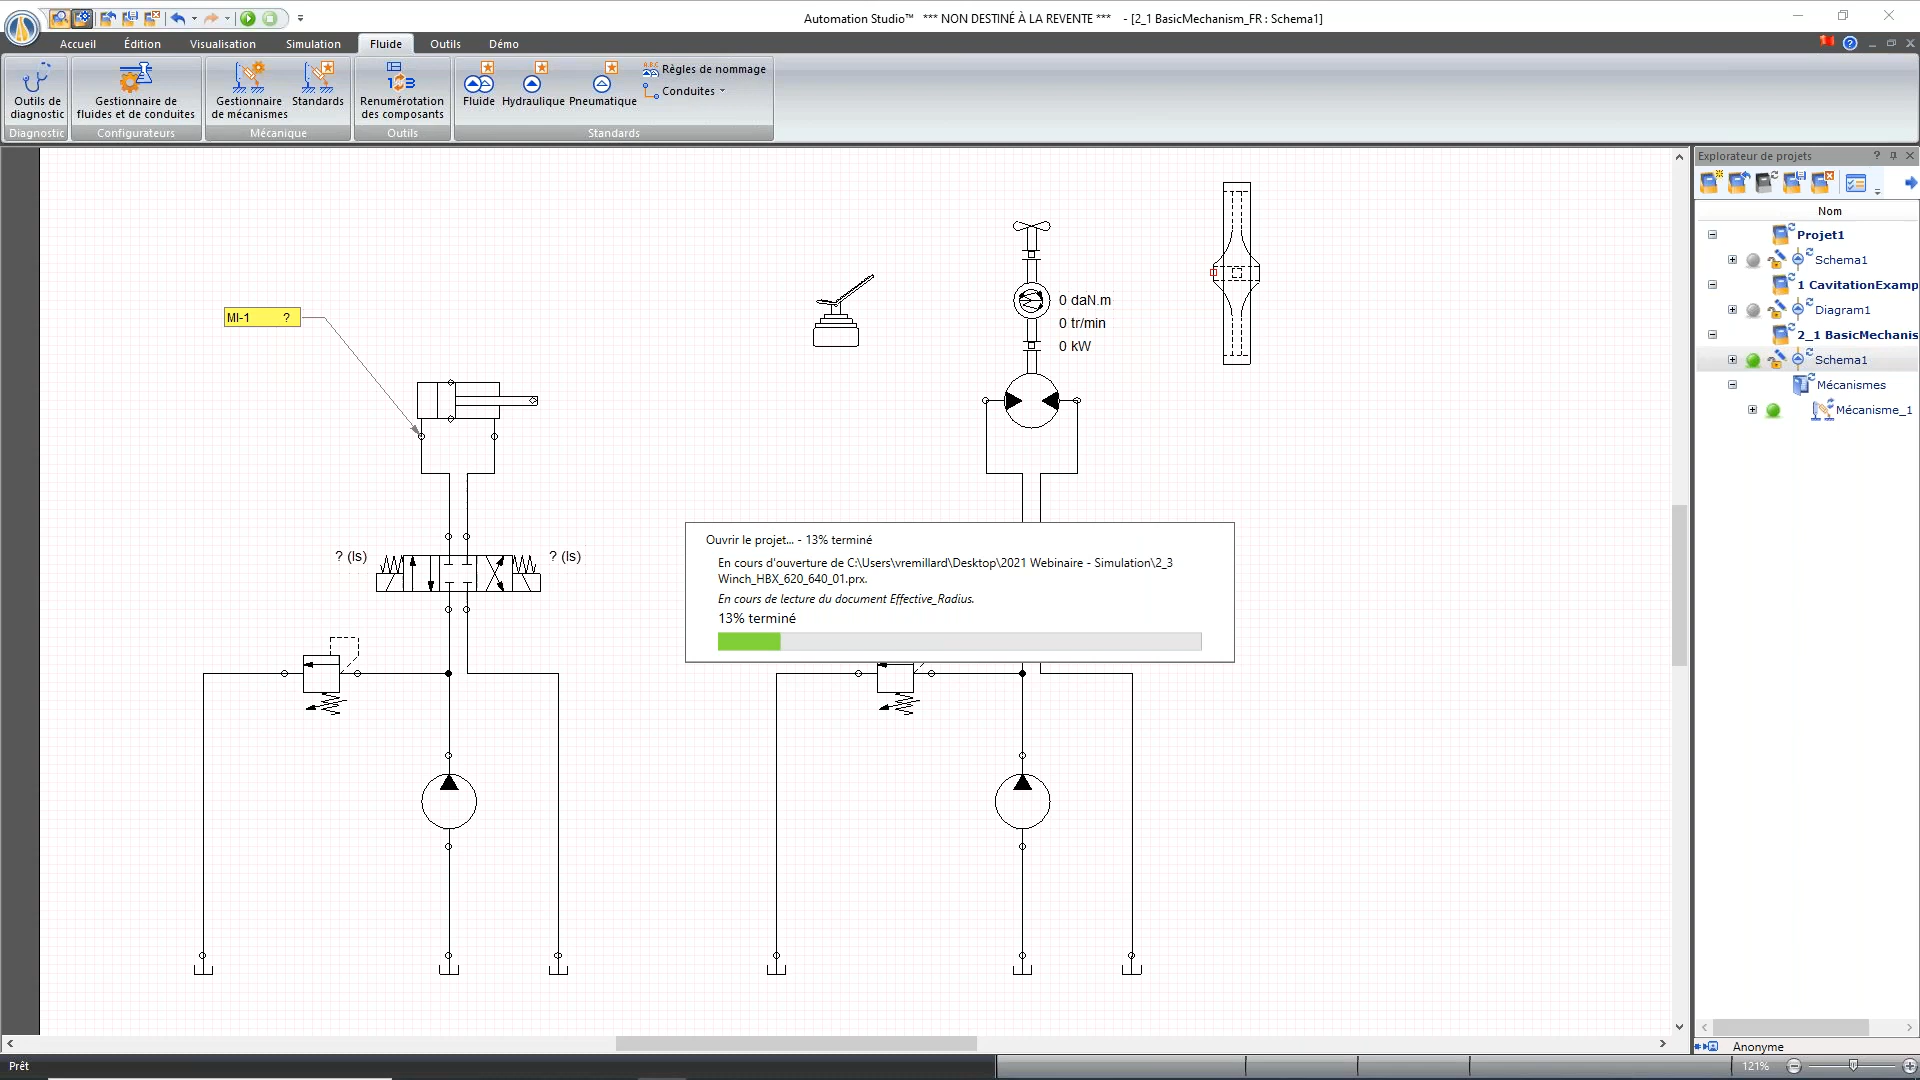 Automation Studio™ *** NON DESTINÉ À LA REVENTE *** - [2_1 BasicMechanism_FR : Schema1]
Accueil Édition Visualisation Simulation Fluide Outils Démo
Outils de diagnostic
Diagnostic
Gestionnaire de fluides et de conduites
Configurateurs
Gestionnaire de mécanismes
Standards
Mécanique
Renumérotation des composants
Outils
Fluide
Hydraulique
Pneumatique
Règles de nommage
Conduites
Standards
Explorateur de projets
Nom
Projet1
Schema1
1 CavitationExamp
Diagram1
2_1 BasicMechanis
Schema1
Mécanismes
Mécanisme_1
MI-1 ?
0 daN.m
0 tr/min
0 kW
? (ls)
? (ls)
Ouvrir le projet... - 13% terminé
En cours d'ouverture de C:\Users\vremillard\Desktop\2021 Webinaire - Simulation\2_3
Winch_HBX_620_640_01.prx.
En cours de lecture du document Effective_Radius.
13% terminé
Anonyme
Prêt
121%